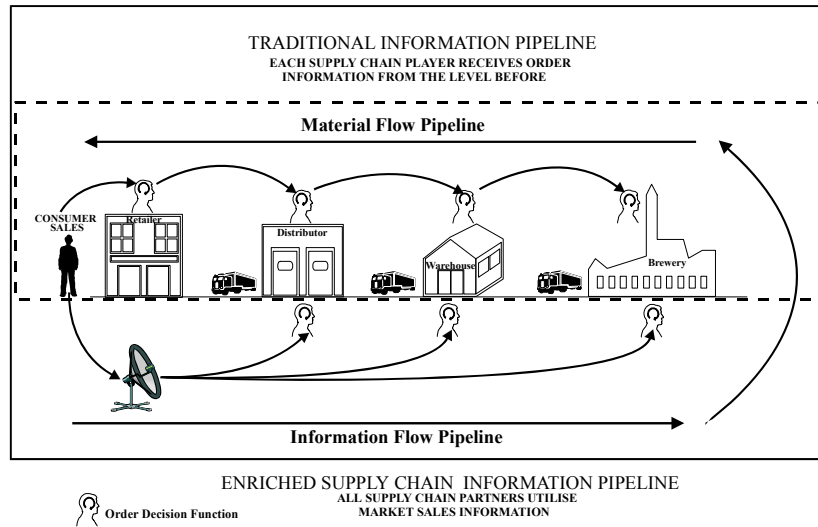 TRADITIONAL INFORMATION PIPELINE
EACH SUPPLY CHAIN PLAYER RECEIVES ORDER
INFORMATION FROM THE LEVEL BEFORE
Material Flow Pipeline
CONSUMER
SALES
Retailer
Distributor
Warehouse
Brewery
Information Flow Pipeline
ENRICHED SUPPLY CHAIN INFORMATION PIPELINE
ALL SUPPLY CHAIN PARTNERS UTILISE
MARKET SALES INFORMATION
Order Decision Function